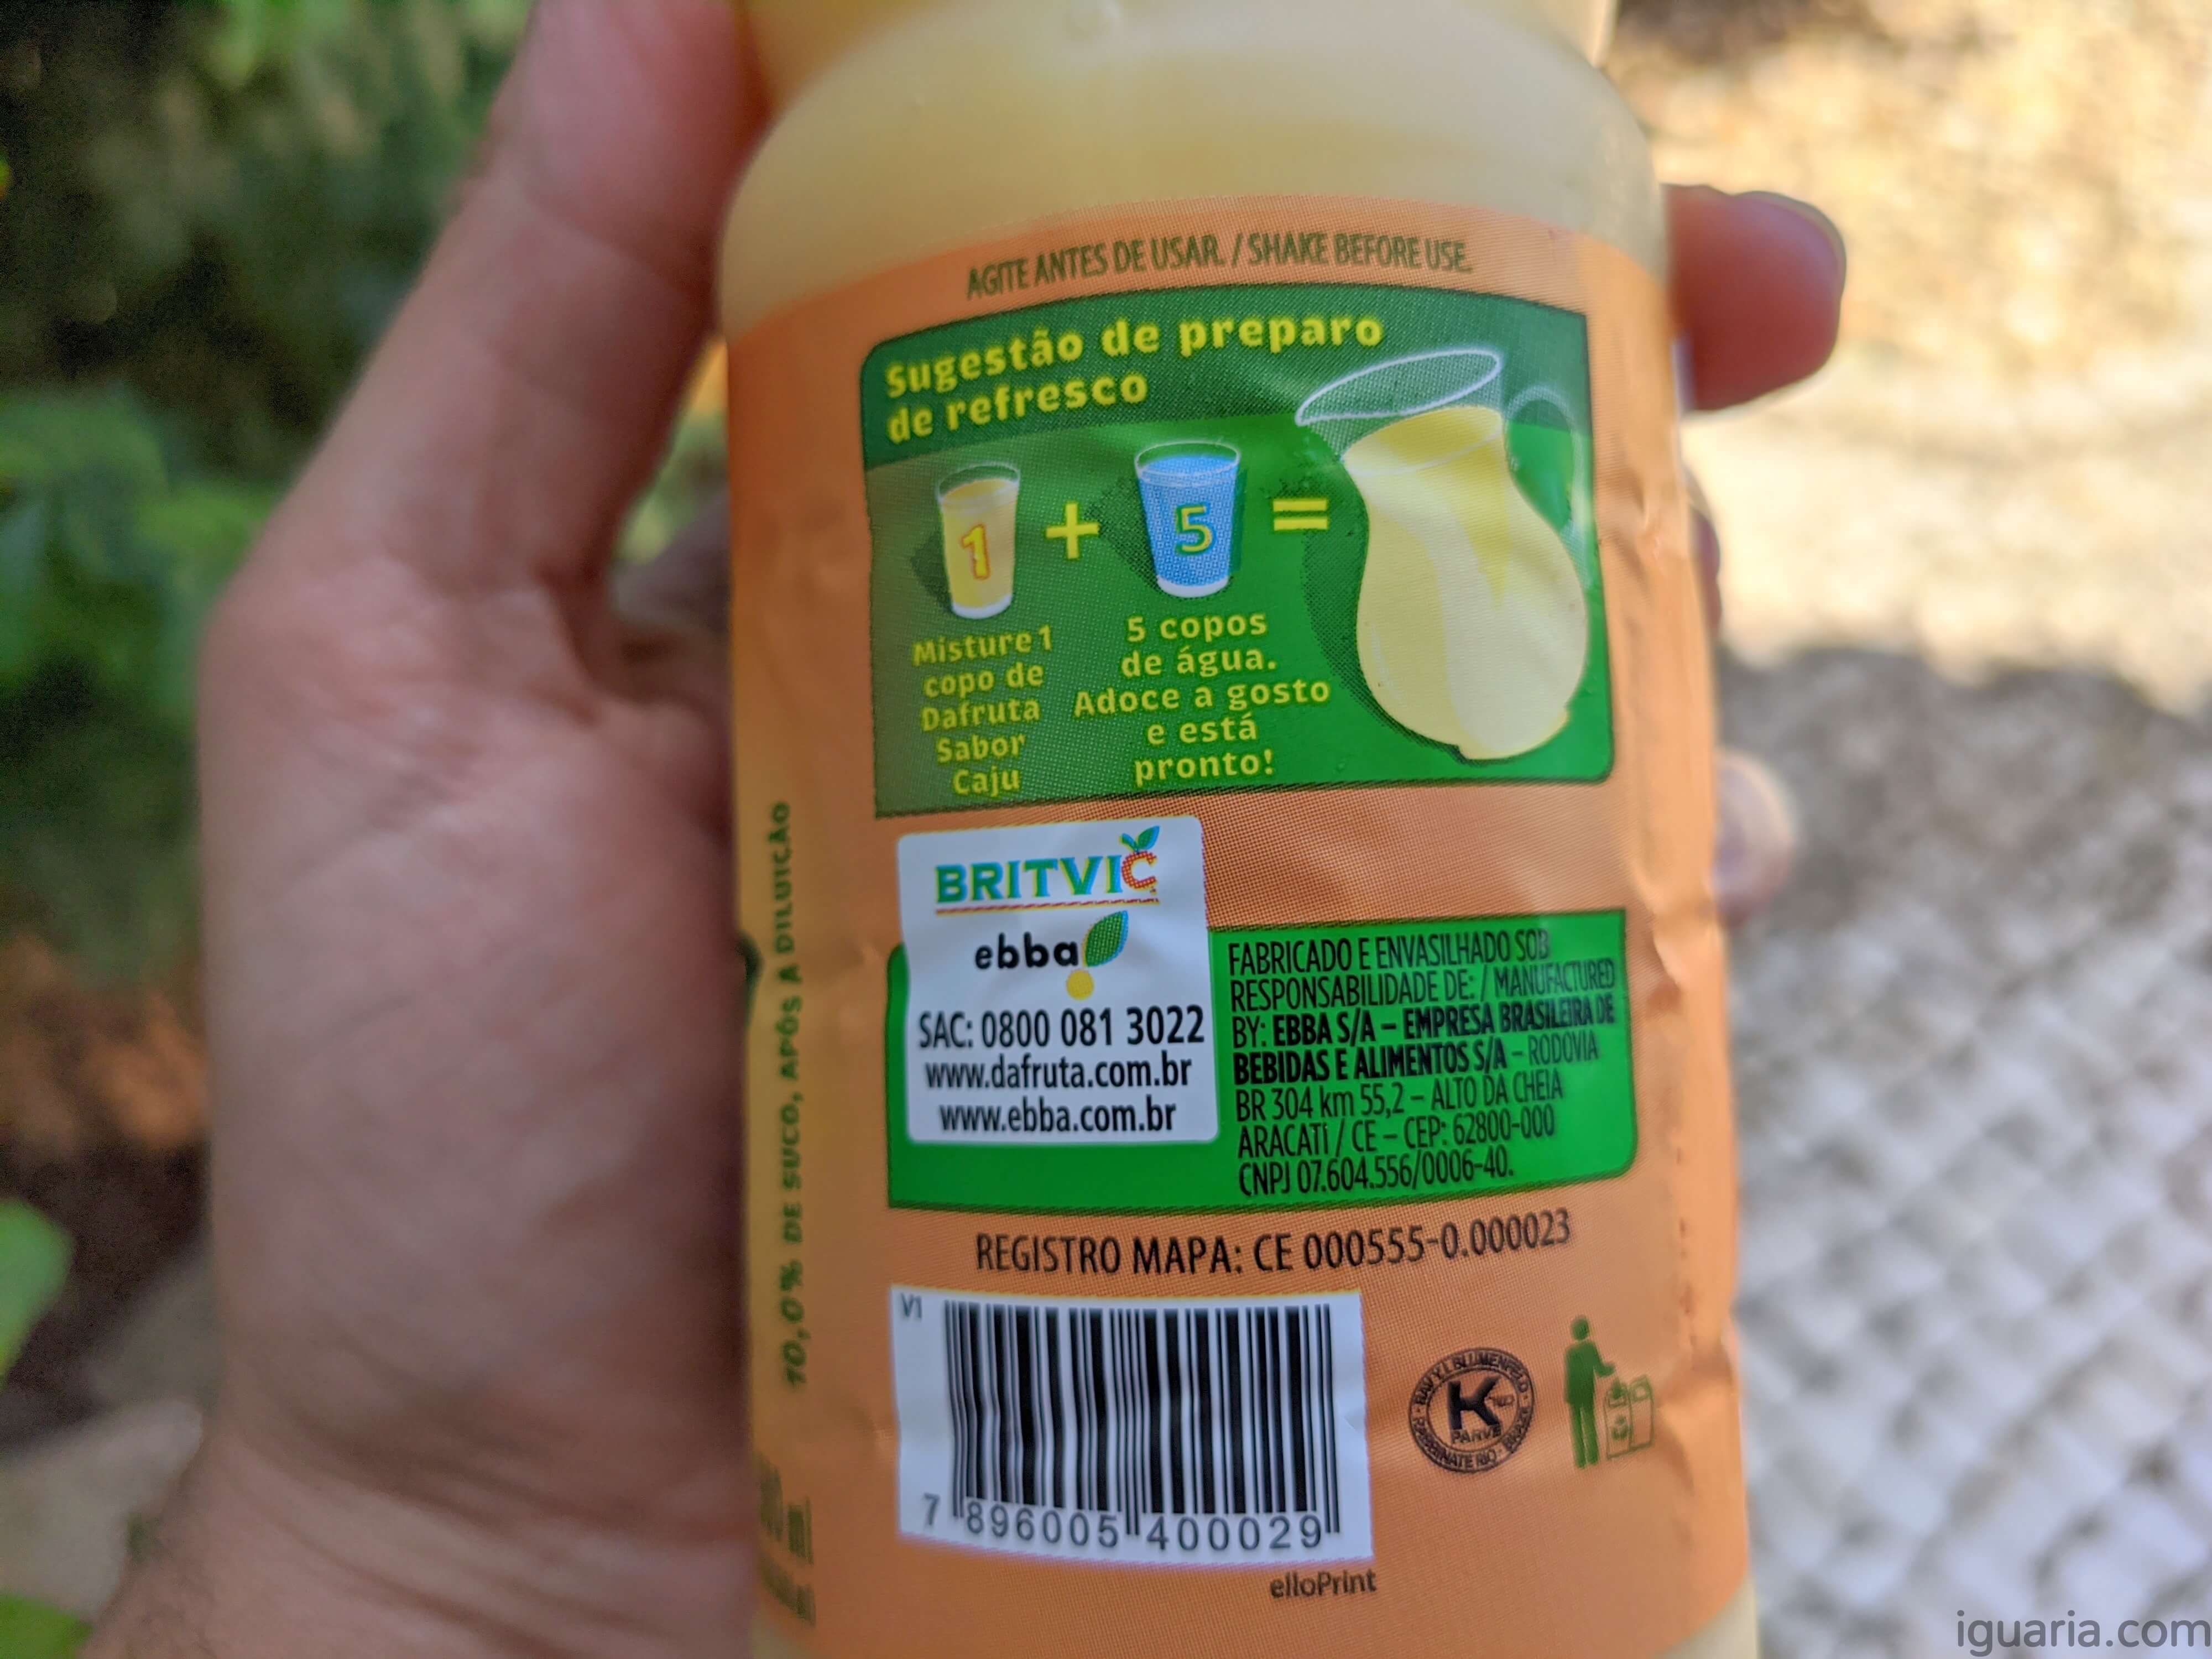 AGITE ANTES DE USAR. / SHAKE BEFORE USE.
Sugestão de preparo
de refresco
1 + 5 =
Misture 1
copo de
Dafruta
Sabor
Caju
5 copos
de água.
Adoce a gosto
e está
pronto!
BRITVIC
ebba
SAC: 0800 081 3022
www.dafruta.com.br
www.ebba.com.br
FABRICADO E ENVASILHADO SOB
RESPONSABILIDADE DE: / MANUFACTURED
BY: EBBA S/A – EMPRESA BRASILEIRA DE
BEBIDAS E ALIMENTOS S/A – RODOVIA
BR 304 km 55,2 – ALTO DA CHEIA
ARACATI / CE – CEP: 62800-000
CNPJ 07.604.556/0006-40.
REGISTRO MAPA: CE 000555-0.000023
V1
7 896005 400029
elloPrint
K
PARVE
BLUMENFELD
RABBINATE RIO
DE SUCO, APÓS A DILUIÇÃO
iguaria.com